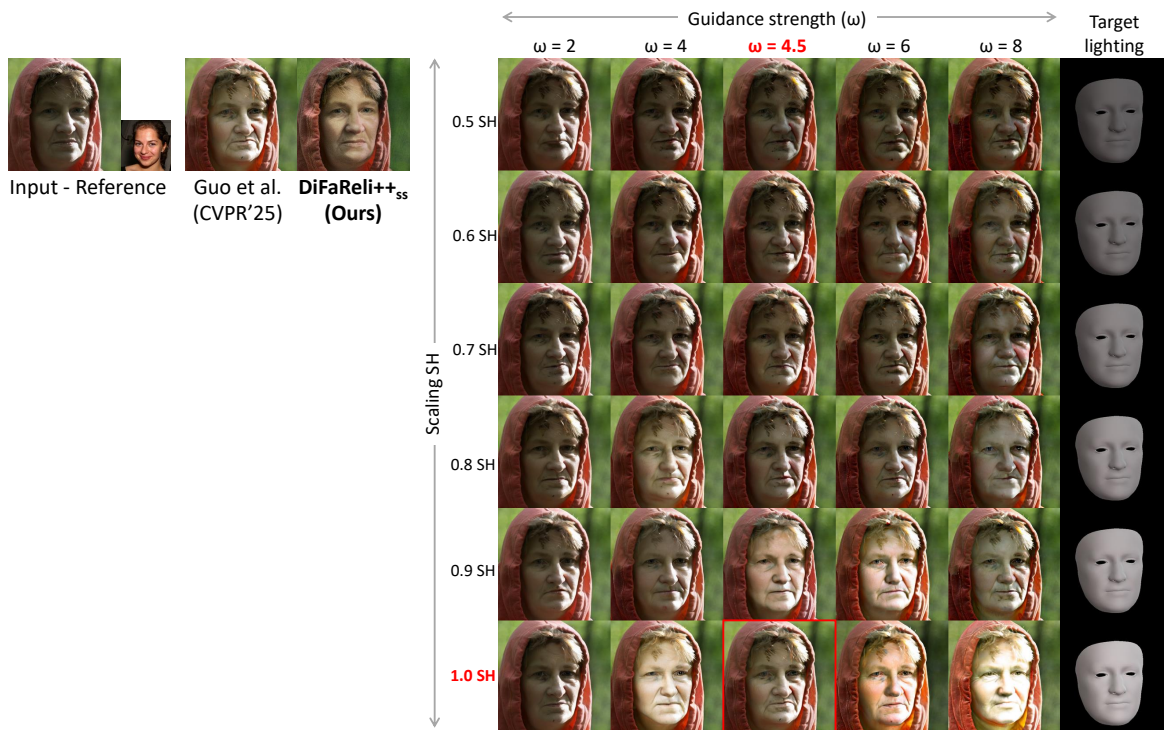 Guidance strength (ω)
Target
lighting
ω = 2
ω = 4
ω = 4.5
ω = 6
ω = 8
Input - Reference
Guo et al.
(CVPR'25)
DiFaReli++ss
(Ours)
Scaling SH
0.5 SH
0.6 SH
0.7 SH
0.8 SH
0.9 SH
1.0 SH